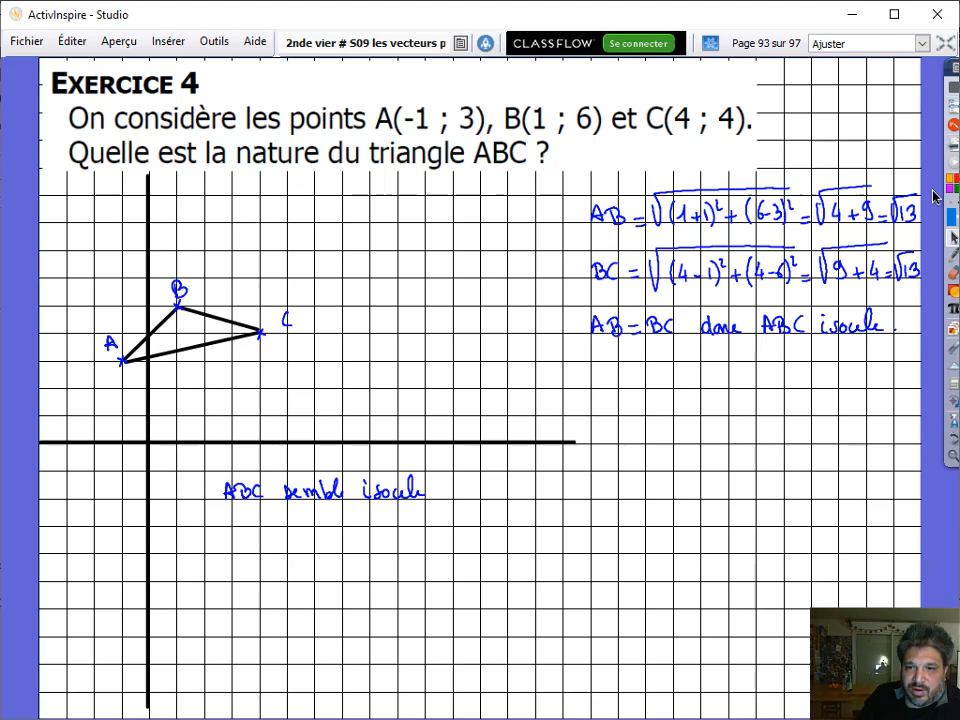 ActivInspire - Studio
Fichier Éditer Aperçu Insérer Outils Aide 2nde vier # S09 les vecteurs p CLASSFLOW Se connecter Page 93 sur 97 Ajuster
EXERCICE 4
On considère les points A(-1 ; 3), B(1 ; 6) et C(4 ; 4).
Quelle est la nature du triangle ABC ?
AB = √(1+1)² + (6-3)² = √4+9 = √13
BC = √(4-1)² + (4-6)² = √9+4 = √13
AB = BC donc ABC isocèle.
B
C
A
ABC semble isocèle